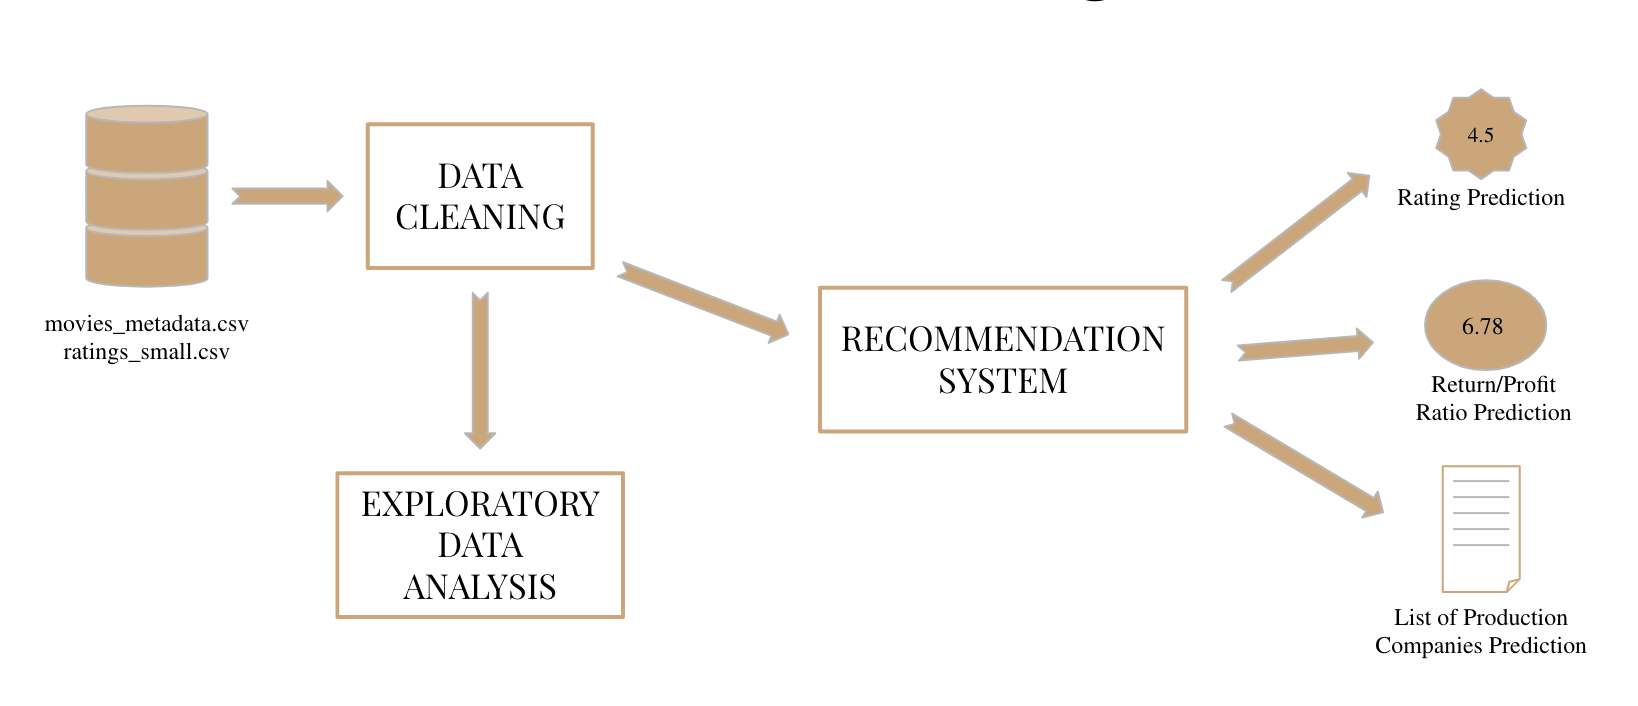 movies_metadata.csv
ratings_small.csv
DATA
CLEANING
EXPLORATORY
DATA
ANALYSIS
RECOMMENDATION
SYSTEM
4.5
Rating Prediction
6.78
Return/Profit
Ratio Prediction
List of Production
Companies Prediction